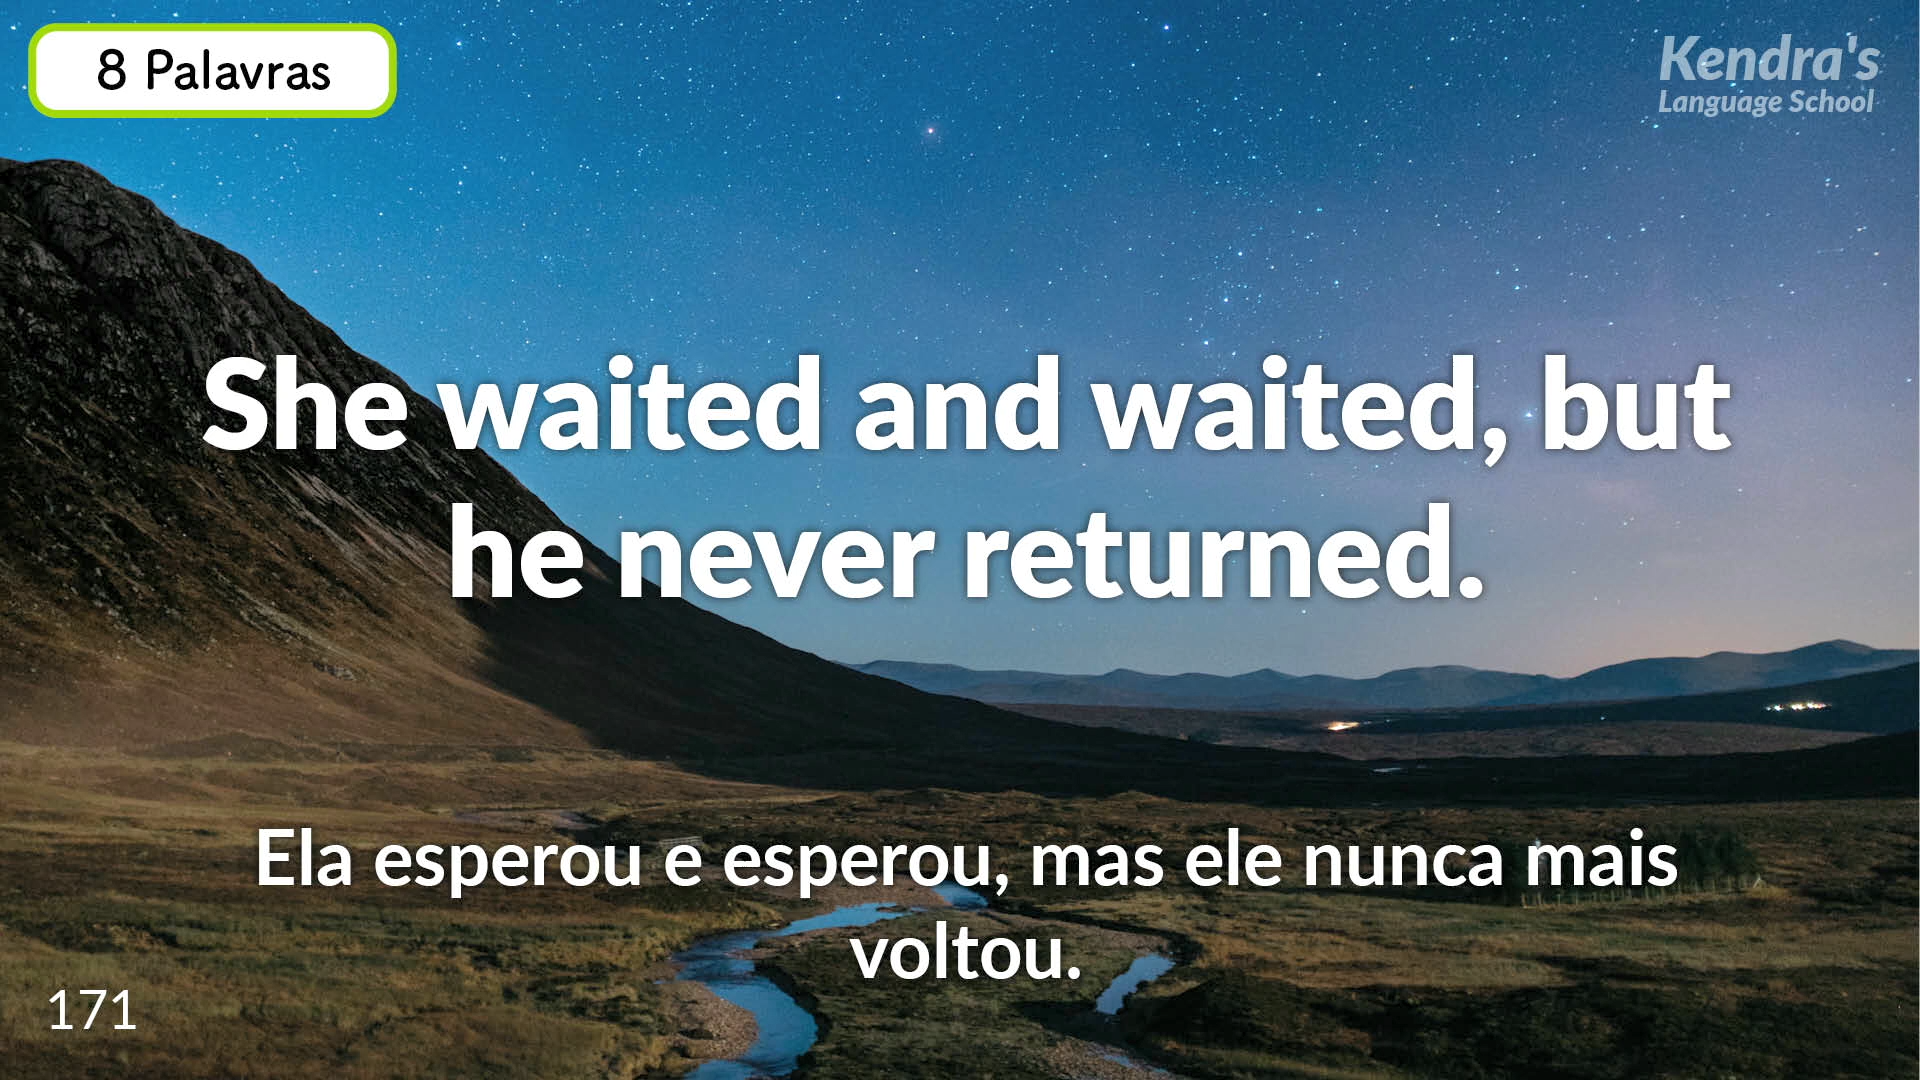 8 Palavras
Kendra's
Language School
She waited and waited, but
he never returned.
Ela esperou e esperou, mas ele nunca mais
voltou.
171